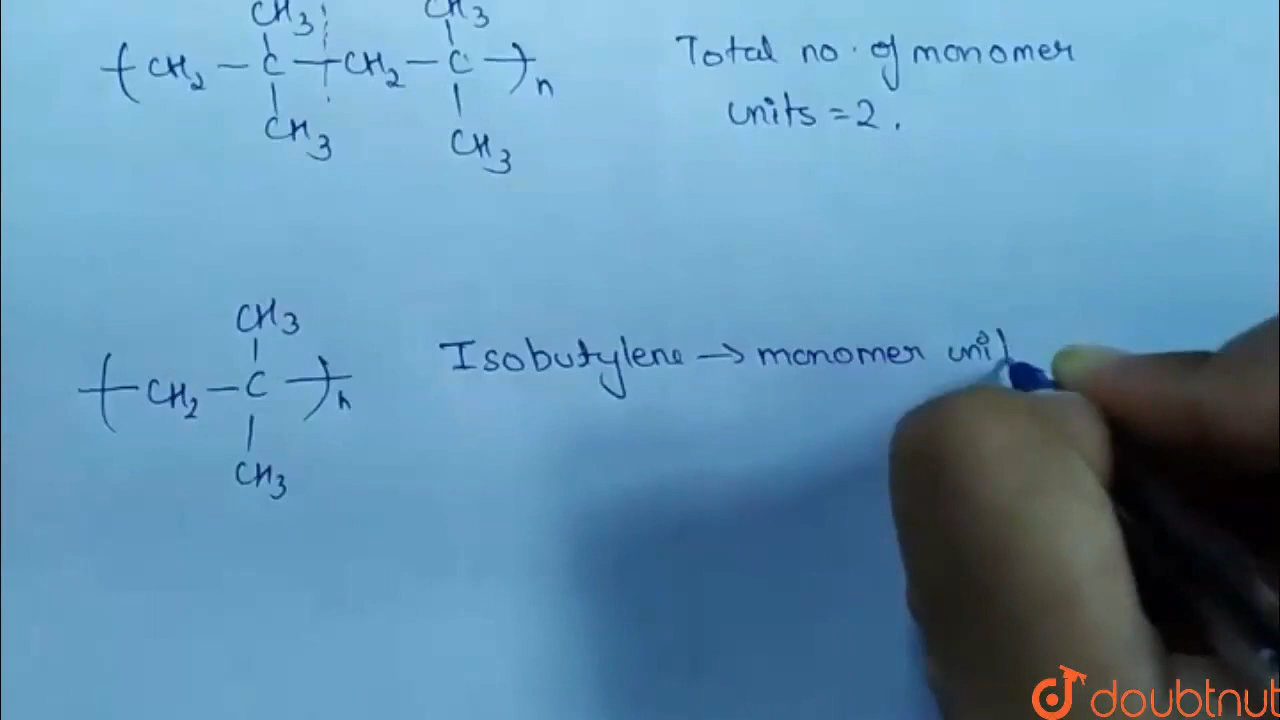 CH3 CH3
( CH2 - C - CH2 - C )n
CH3 CH3
Total no. of monomer
units = 2.
CH3
( CH2 - C )n
CH3
Isobutylene → monomer unit
doubtnut